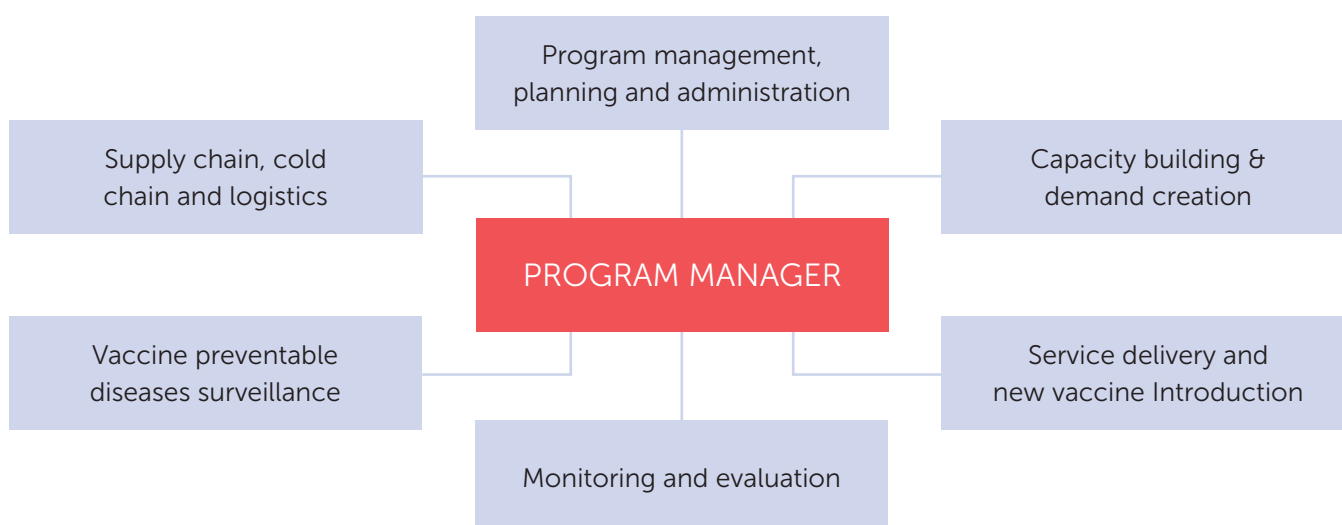 Program management,
planning and administration
Supply chain, cold
chain and logistics
Capacity building &
demand creation
PROGRAM MANAGER
Vaccine preventable
diseases surveillance
Service delivery and
new vaccine Introduction
Monitoring and evaluation